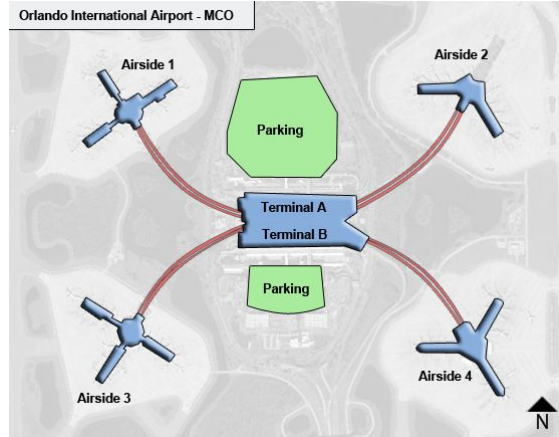 Orlando International Airport - MCO
Airside 1
Airside 2
Parking
Terminal A
Terminal B
Parking
Airside 3
Airside 4
N